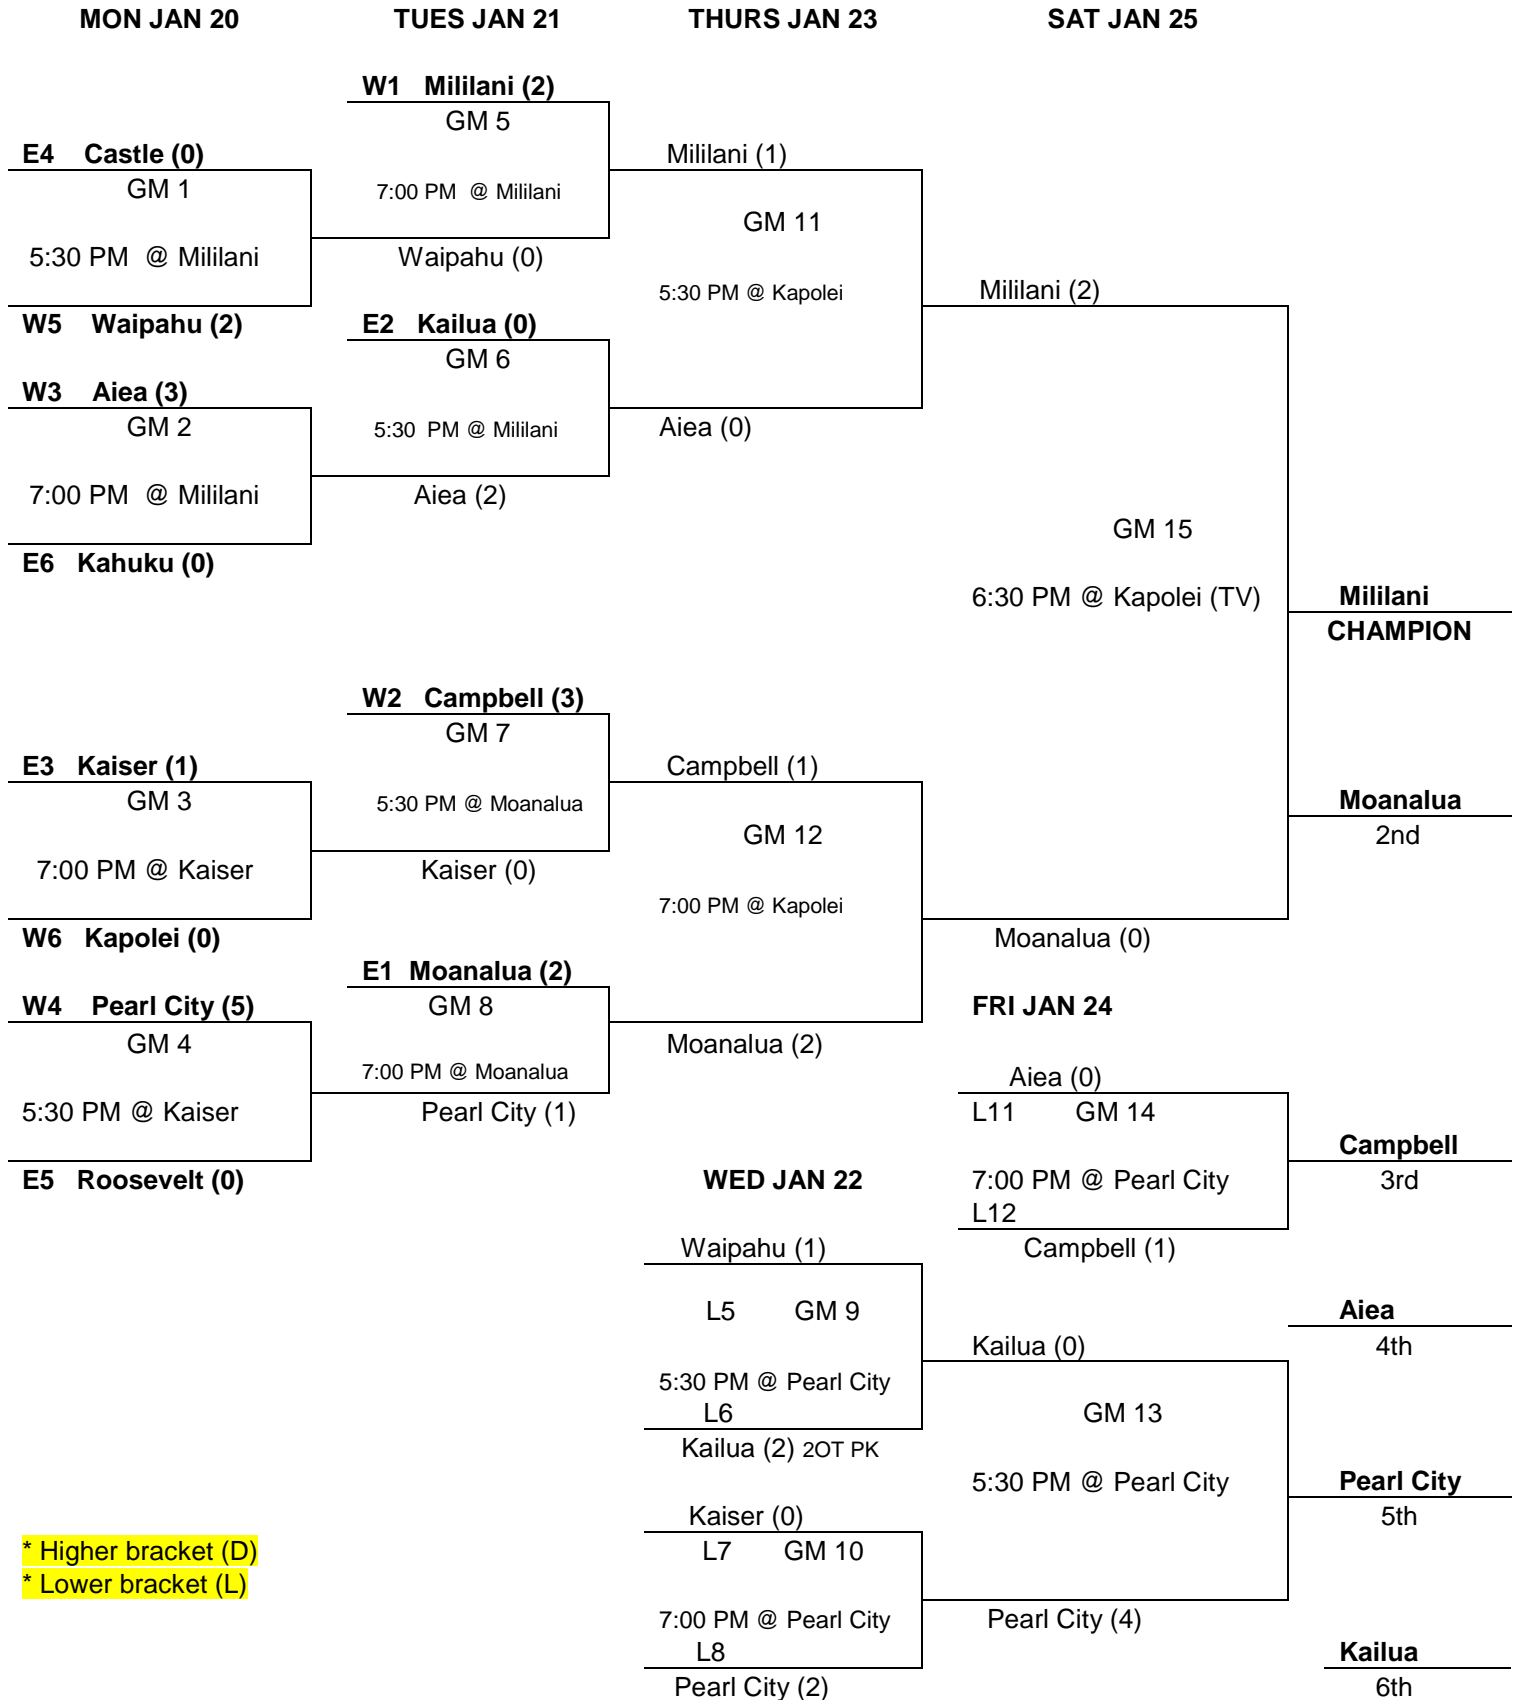 MON JAN 20 TUES JAN 21 THURS JAN 23 SAT JAN 25
W1 Mililani (2)
GM 5
E4 Castle (0) Mililani (1)
GM 1 7:00 PM @ Mililani
GM 11
5:30 PM @ Mililani Waipahu (0)
5:30 PM @ Kapolei Mililani (2)
W5 Waipahu (2) E2 Kailua (0)
GM 6
W3 Aiea (3)
GM 2 5:30 PM @ Mililani Aiea (0)
7:00 PM @ Mililani Aiea (2)
GM 15
E6 Kahuku (0)
6:30 PM @ Kapolei (TV) Mililani
CHAMPION
W2 Campbell (3)
GM 7
E3 Kaiser (1) Campbell (1)
GM 3 5:30 PM @ Moanalua Moanalua
GM 12 2nd
7:00 PM @ Kaiser Kaiser (0)
7:00 PM @ Kapolei
W6 Kapolei (0) Moanalua (0)
E1 Moanalua (2)
W4 Pearl City (5) GM 8 FRI JAN 24
GM 4 Moanalua (2)
7:00 PM @ Moanalua Aiea (0)
5:30 PM @ Kaiser Pearl City (1) L11 GM 14
Campbell
E5 Roosevelt (0) WED JAN 22 7:00 PM @ Pearl City 3rd
L12
Waipahu (1) Campbell (1)
L5 GM 9 Aiea
Kailua (0) 4th
5:30 PM @ Pearl City
L6 GM 13
Kailua (2) 2OT PK
5:30 PM @ Pearl City Pearl City
Kaiser (0) 5th
* Higher bracket (D) L7 GM 10
* Lower bracket (L)
7:00 PM @ Pearl City Pearl City (4)
L8 Kailua
Pearl City (2) 6th